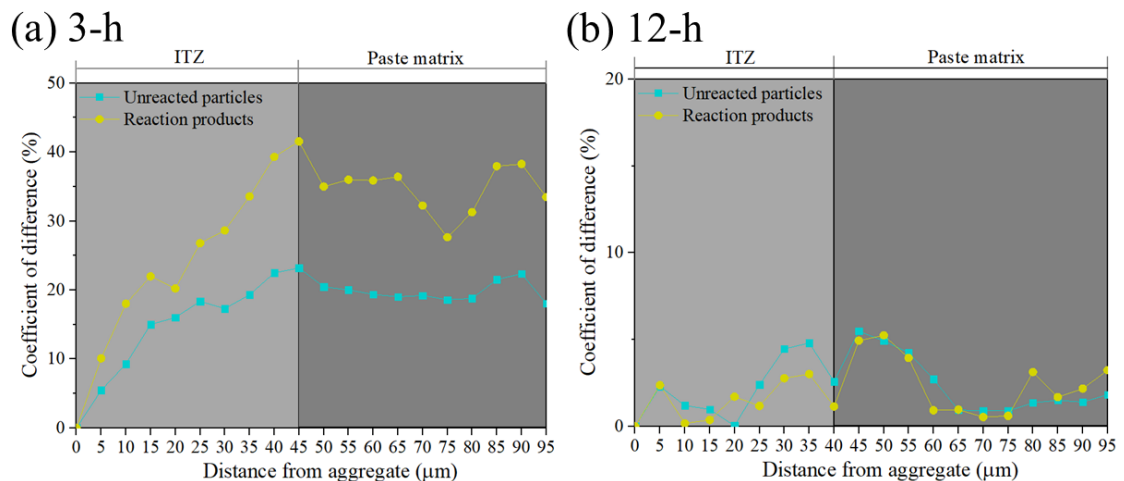 (a) 3-h
ITZ
Paste matrix
Unreacted particles
Reaction products
Coefficient of difference (%)
50
40
30
20
10
0
0 5 10 15 20 25 30 35 40 45 50 55 60 65 70 75 80 85 90 95
Distance from aggregate (µm)
(b) 12-h
ITZ
Paste matrix
Unreacted particles
Reaction products
Coefficient of difference (%)
20
10
0
0 5 10 15 20 25 30 35 40 45 50 55 60 65 70 75 80 85 90 95
Distance from aggregate (µm)